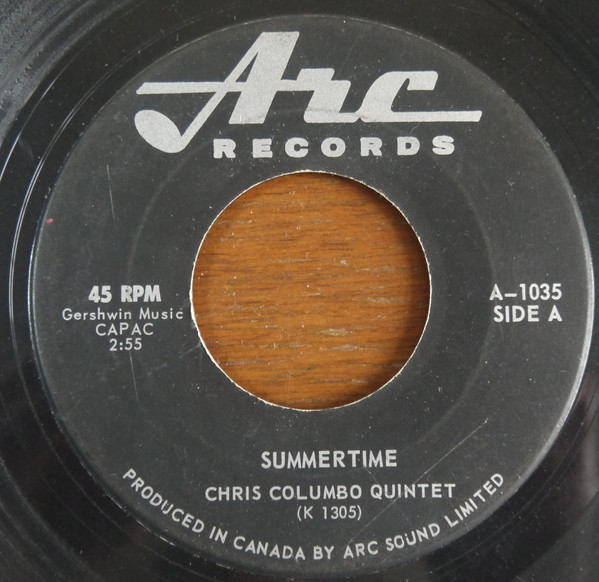 Arc
RECORDS
45 RPM
Gershwin Music
CAPAC
2:55
A-1035
SIDE A
SUMMERTIME
CHRIS COLUMBO QUINTET
(K 1305)
PRODUCED IN CANADA BY ARC SOUND LIMITED